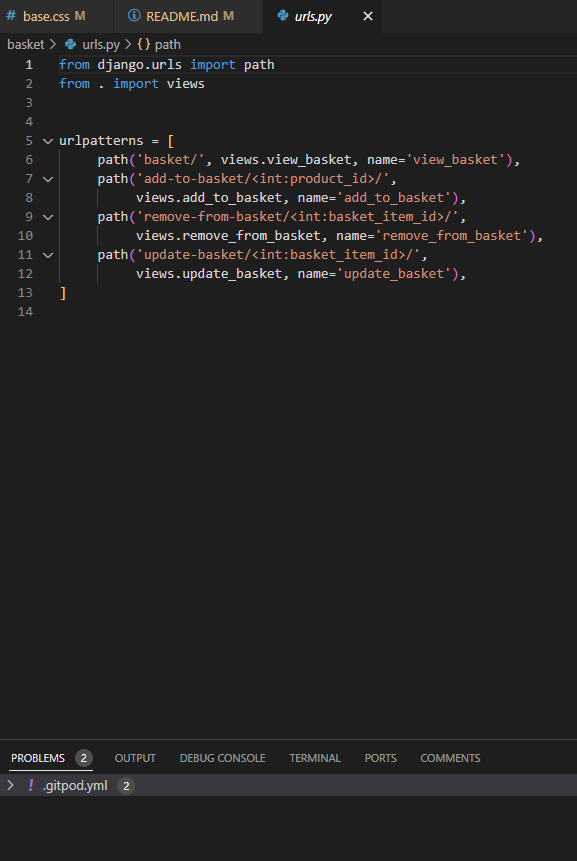 # base.css M README.md M urls.py
basket > urls.py > {} path
1 from django.urls import path
2 from . import views
3
4
5 urlpatterns = [
6     path('basket/', views.view_basket, name='view_basket'),
7     path('add-to-basket/<int:product_id>/',
8          views.add_to_basket, name='add_to_basket'),
9     path('remove-from-basket/<int:basket_item_id>/',
10          views.remove_from_basket, name='remove_from_basket'),
11     path('update-basket/<int:basket_item_id>/',
12          views.update_basket, name='update_basket'),
13 ]
14
PROBLEMS 2 OUTPUT DEBUG CONSOLE TERMINAL PORTS COMMENTS
! .gitpod.yml 2